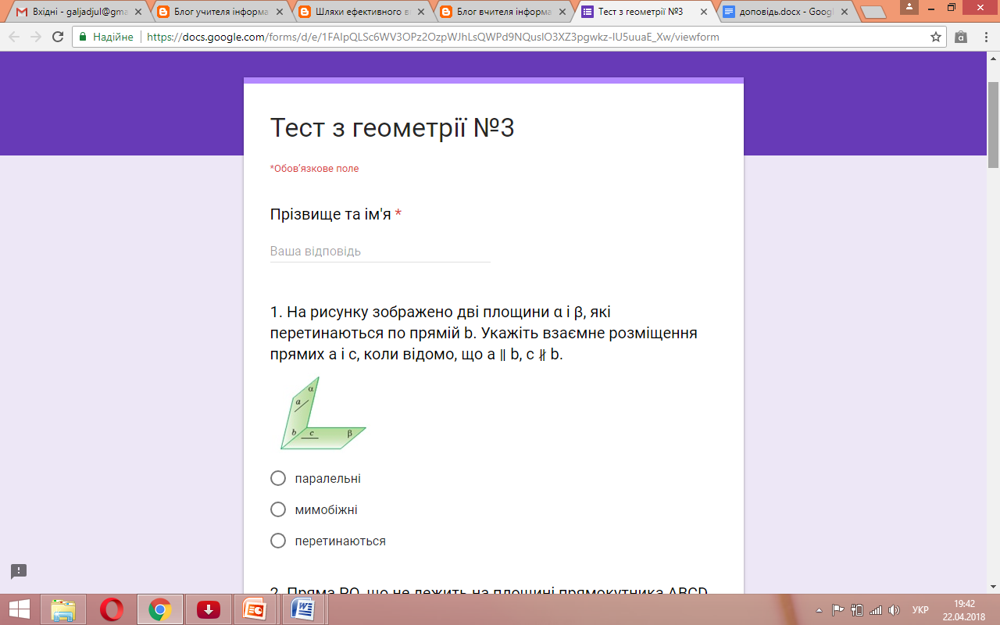 Вхідні - galjadjul@gma
Блог учителя інформа
Шляхи ефективного в
Блог вчителя інформа
Тест з геометрії №3
доповідь.docx - Googl
Надійне
https://docs.google.com/forms/d/e/1FAIpQLSc6WV3OPz2OzpWJhLsQWPd9NQusIO3XZ3pgwkz-IU5uuaE_Xw/viewform
Тест з геометрії №3
*Обов'язкове поле
Прізвище та ім'я *
Ваша відповідь
1. На рисунку зображено дві площини α і β, які
перетинаються по прямій b. Укажіть взаємне розміщення
прямих a і c, коли відомо, що a ∥ b, c ∦ b.
α
a
b c β
паралельні
мимобіжні
перетинаються
2. Пряма PO, що не лежить на площині прямокутника ABCD
УКР
19:42
22.04.2018